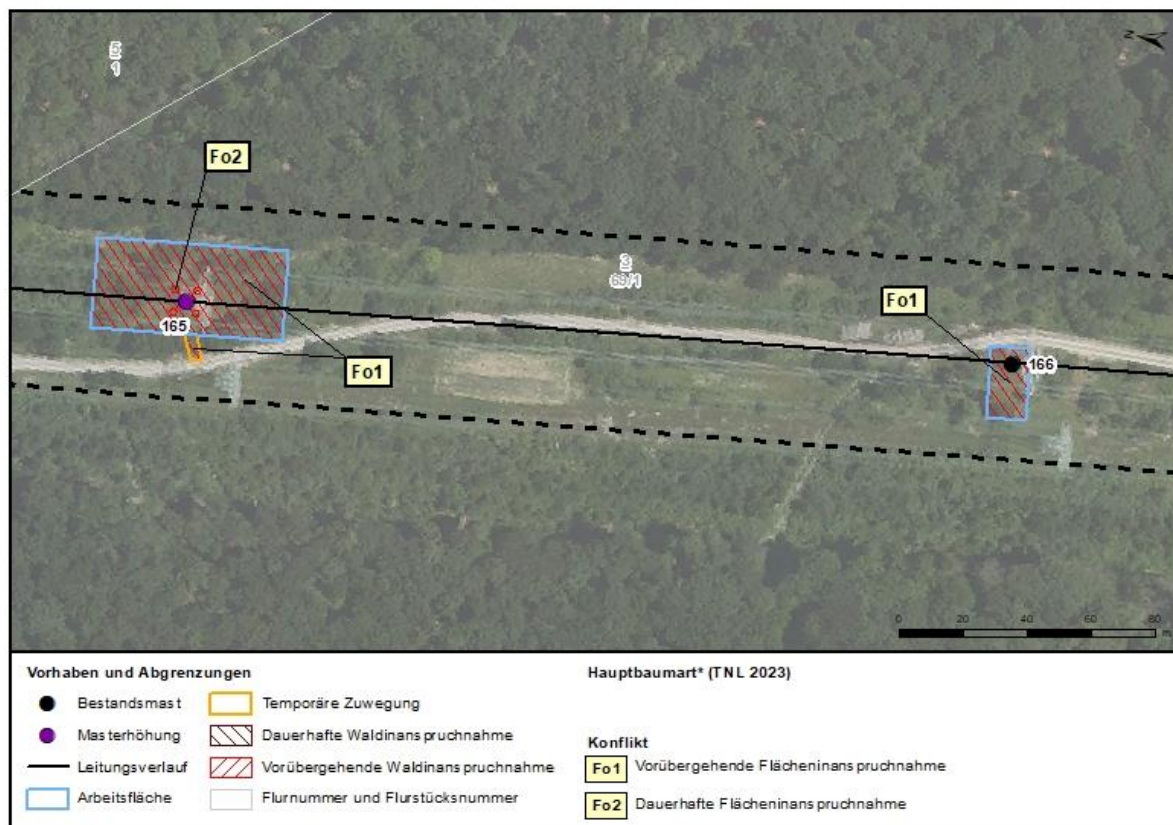 5
1
N
Fo2
3
69/1
Fo1
165
166
Fo1
0 20 40 60 80
m
Vorhaben und Abgrenzungen
Bestandsmast
Masterhöhung
Leitungsverlauf
Arbeitsfläche
Temporäre Zuwegung
Dauerhafte Waldinanspruchnahme
Vorübergehende Waldinanspruchnahme
Flurnummer und Flurstücksnummer
Hauptbaumart* (TNL 2023)
Konflikt
Fo1 Vorübergehende Flächeninanspruchnahme
Fo2 Dauerhafte Flächeninanspruchnahme